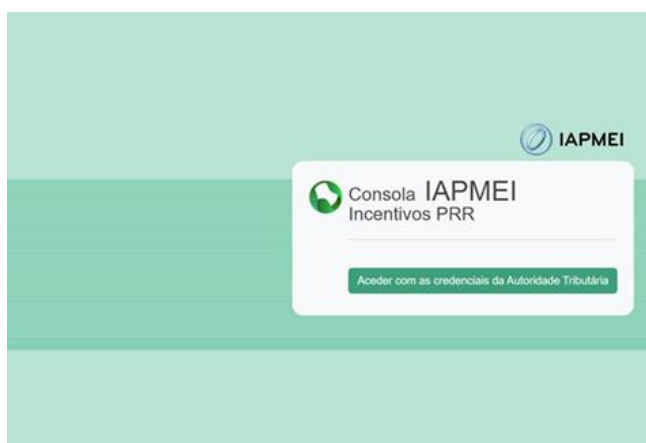 IAPMEI
Consola IAPMEI
Incentivos PRR
Aceder com as credenciais da Autoridade Tributária